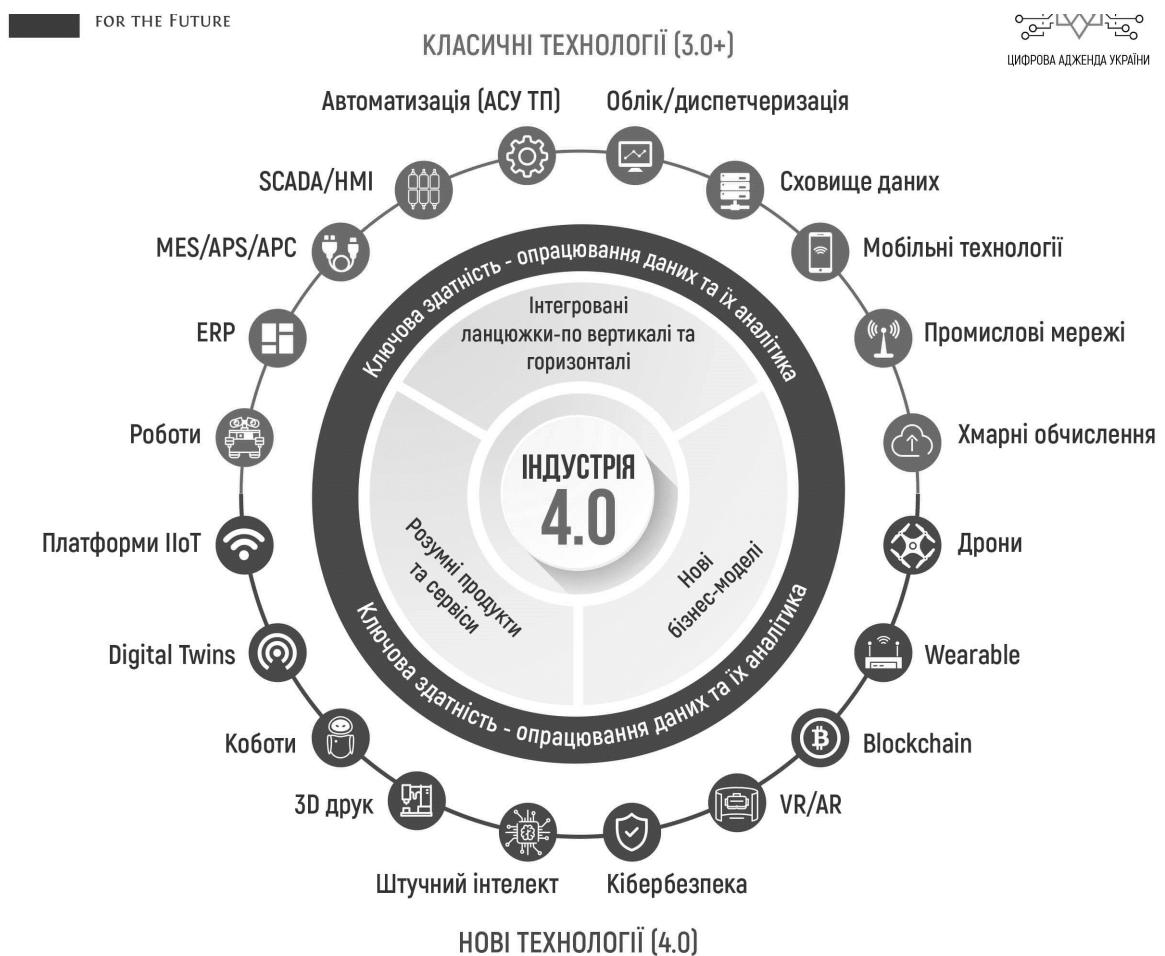 FOR THE FUTURE
ЦИФРОВА АДЖЕНДА УКРАЇНИ
КЛАСИЧНІ ТЕХНОЛОГІЇ (3.0+)
Автоматизація (АСУ ТП)
Облік/диспетчеризація
SCADA/HMI
Сховище даних
MES/APS/APC
Мобільні технології
ERP
Промислові мережі
Роботи
Хмарні обчислення
Ключова здатність - опрацювання даних та їх аналітика
Інтегровані
ланцюжки-по вертикалі та
горизонталі
ІНДУСТРІЯ
4.0
Розумні продукти
та сервіси
Нові
бізнес-моделі
Ключова здатність - опрацювання даних та їх аналітика
Платформи IIoT
Дрони
Digital Twins
Wearable
Коботи
Blockchain
3D друк
VR/AR
Штучний інтелект
Кібербезпека
НОВІ ТЕХНОЛОГІЇ (4.0)